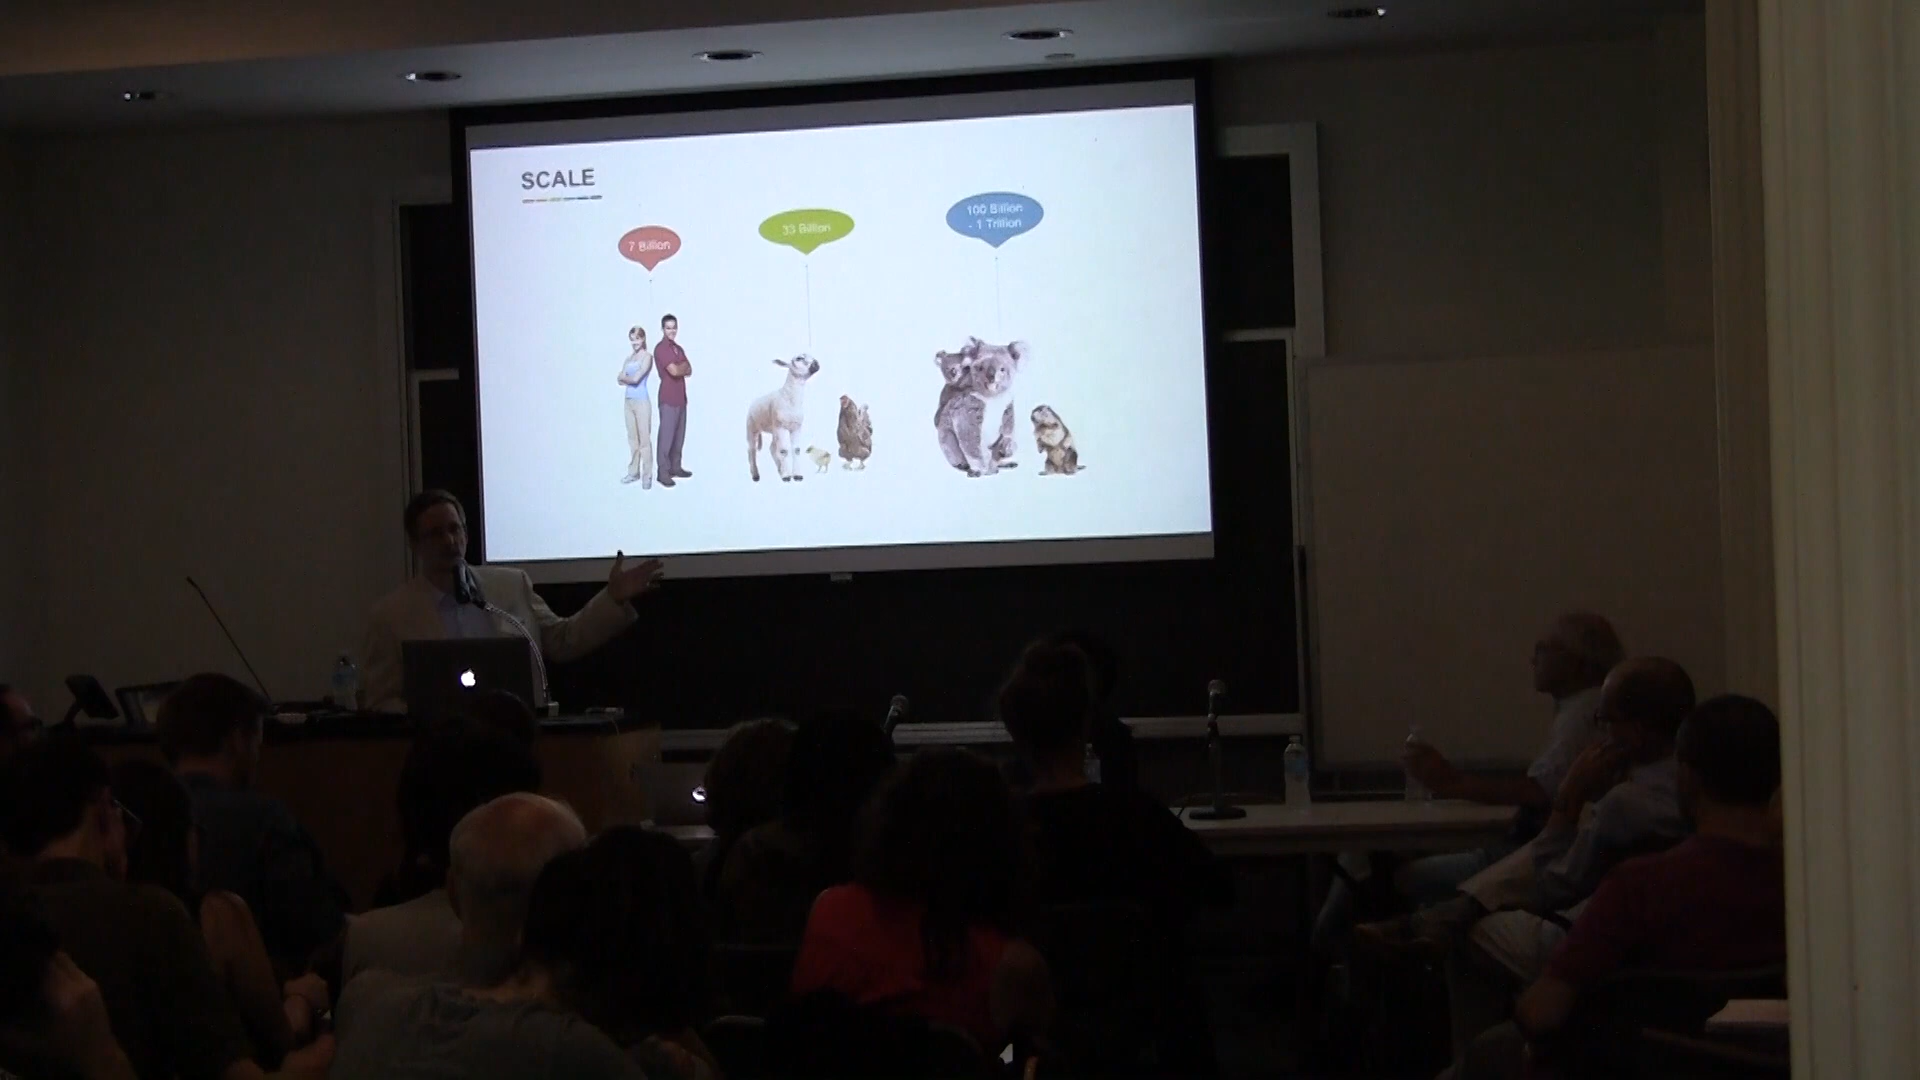 SCALE
7 Billion
33 Billion
100 Billion
- 1 Trillion